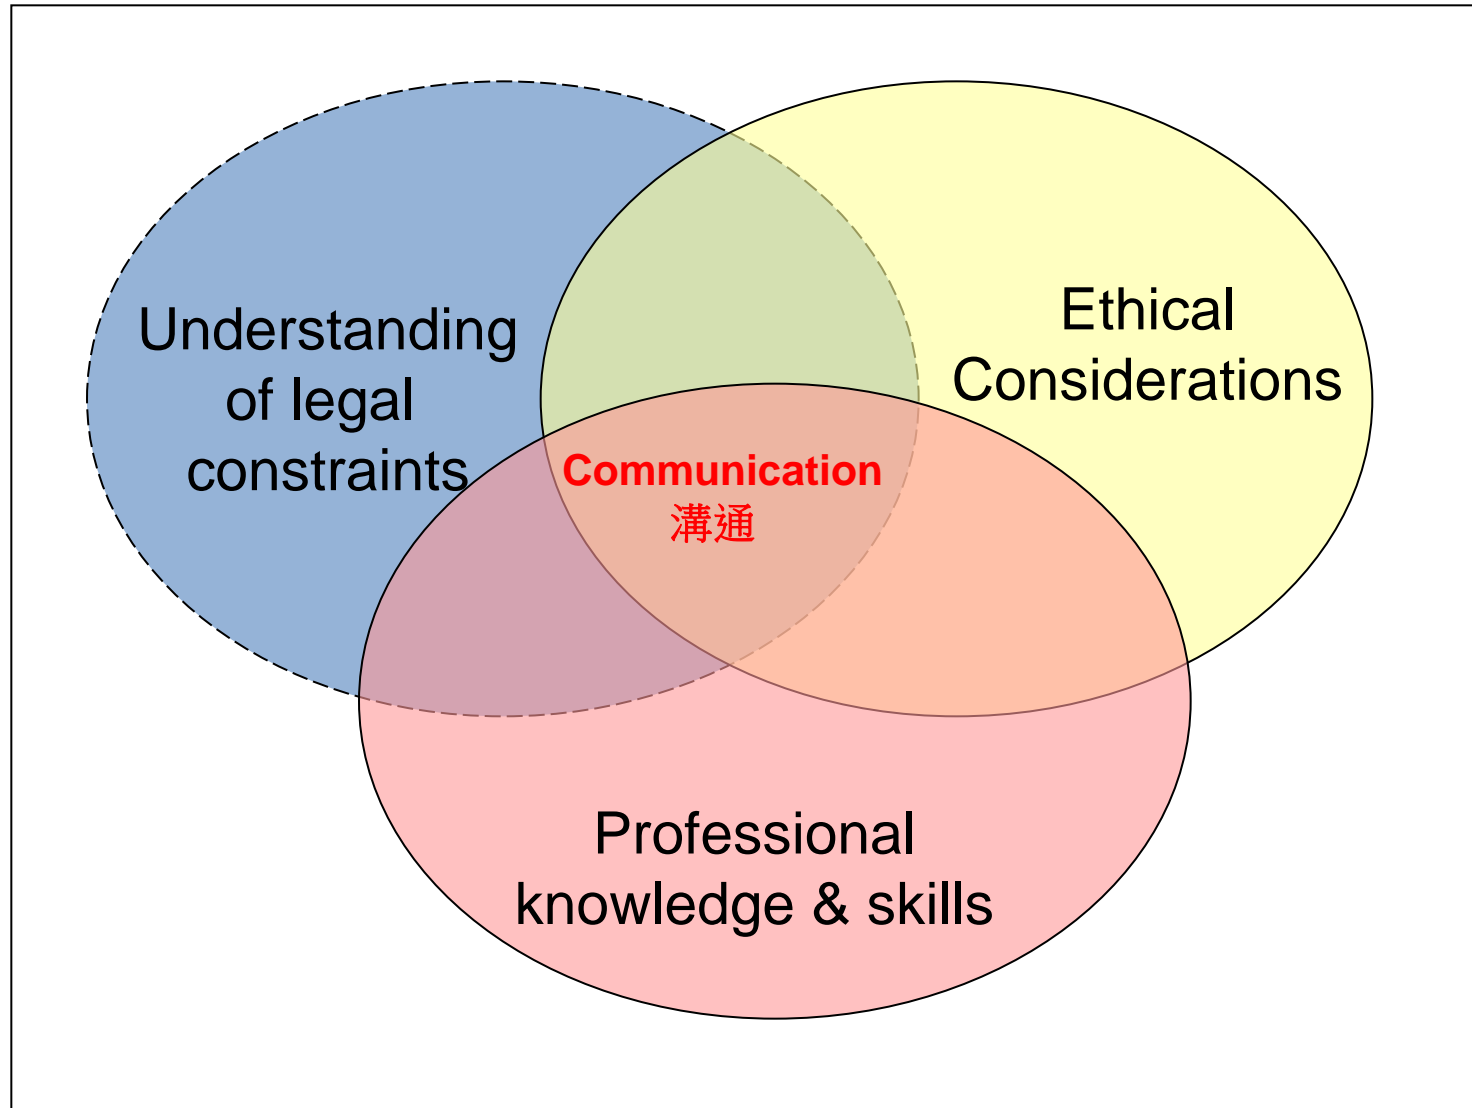 Understanding
of legal
constraints
Ethical
Considerations
Communication
溝通
Professional
knowledge & skills